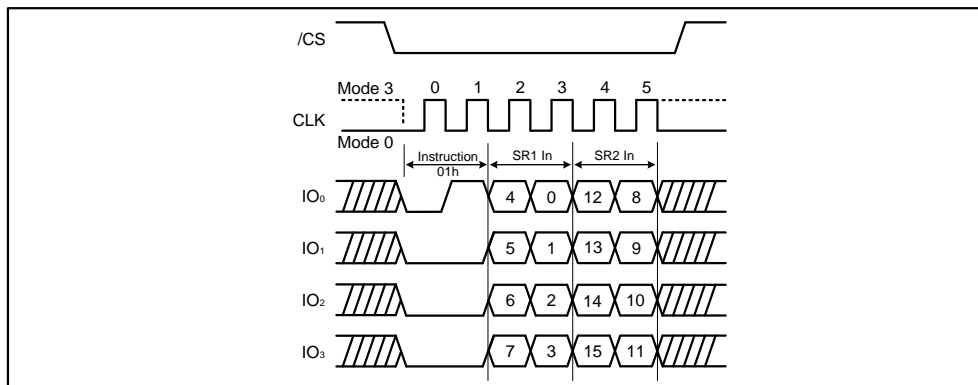 /CS
Mode 3 0 1 2 3 4 5
CLK
Mode 0
Instruction SR1 In SR2 In
01h
IO₀ 4 0 12 8
IO₁ 5 1 13 9
IO₂ 6 2 14 10
IO₃ 7 3 15 11